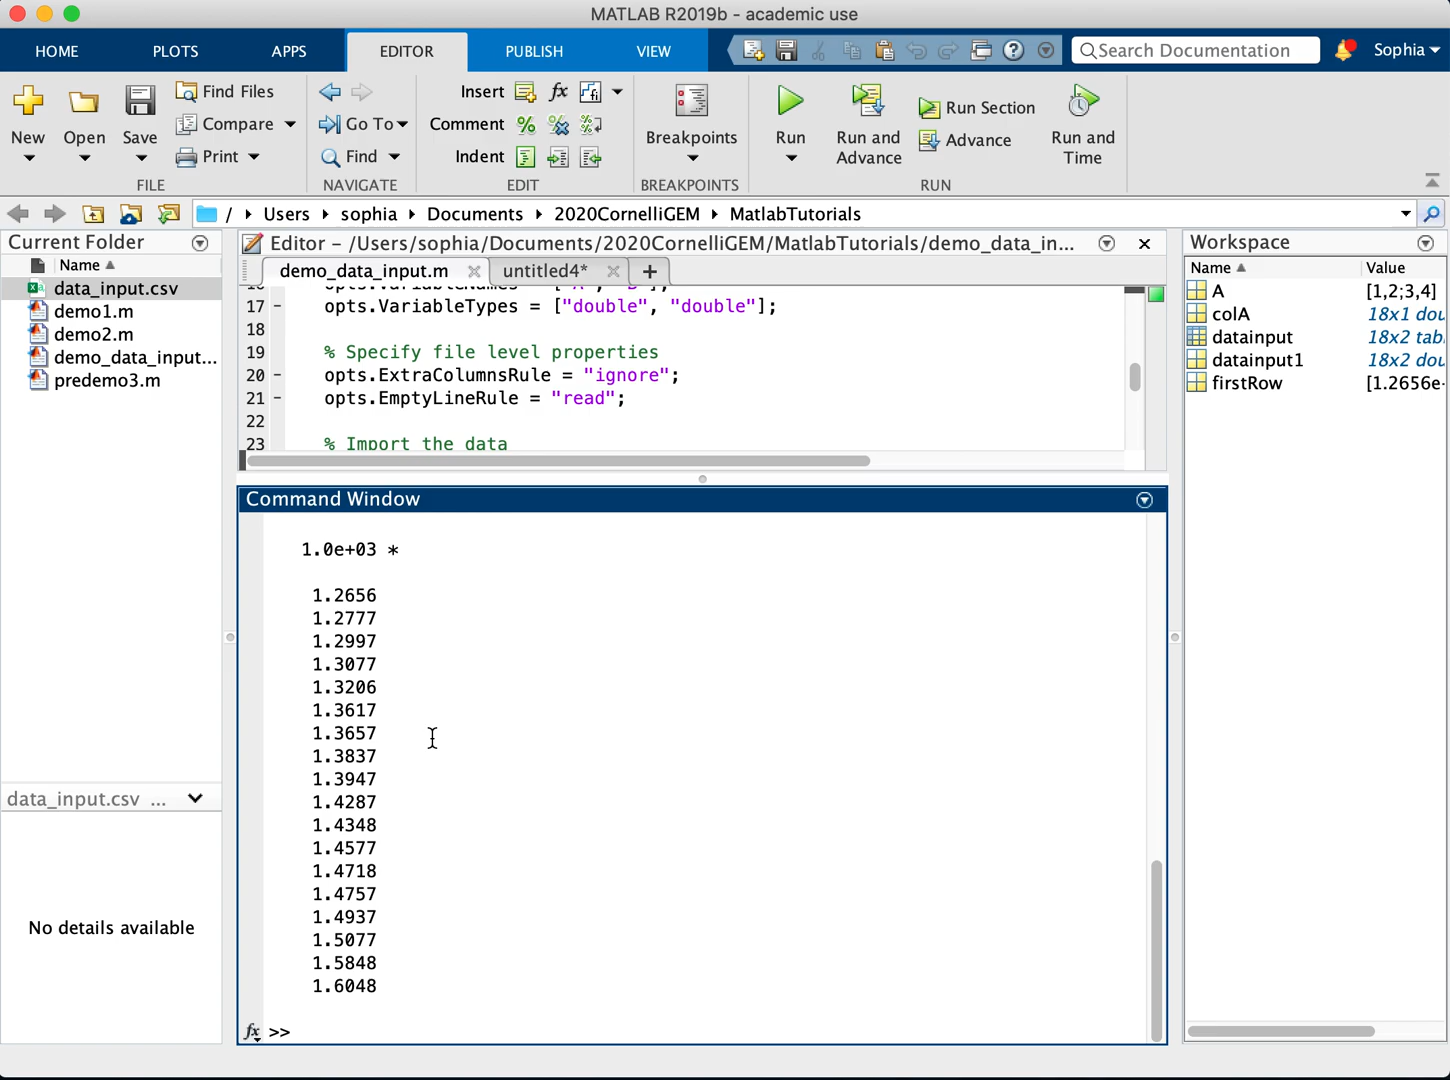 MATLAB R2019b - academic use
HOME PLOTS APPS EDITOR PUBLISH VIEW Search Documentation Sophia
New Open Save Find Files Compare Print
FILE
Go To Find
NAVIGATE
Insert fx
Comment
Indent
EDIT
Breakpoints
BREAKPOINTS
Run Run and Advance Run Section Advance Run and Time
RUN
/ Users sophia Documents 2020CornelliGEM MatlabTutorials
Current Folder
Name
data_input.csv
demo1.m
demo2.m
demo_data_input...
predemo3.m
data_input.csv ...
No details available
Editor - /Users/sophia/Documents/2020CornelliGEM/MatlabTutorials/demo_data_in...
demo_data_input.m untitled4*
17 - opts.VariableTypes = ["double", "double"];
18
19 % Specify file level properties
20 - opts.ExtraColumnsRule = "ignore";
21 - opts.EmptyLineRule = "read";
22
23 % Import the data
Command Window
1.0e+03 *
1.2656
1.2777
1.2997
1.3077
1.3206
1.3617
1.3657
1.3837
1.3947
1.4287
1.4348
1.4577
1.4718
1.4757
1.4937
1.5077
1.5848
1.6048
fx >>
Workspace
Name Value
A [1,2;3,4]
colA 18x1 dou
datainput 18x2 tab
datainput1 18x2 dou
firstRow [1.2656e